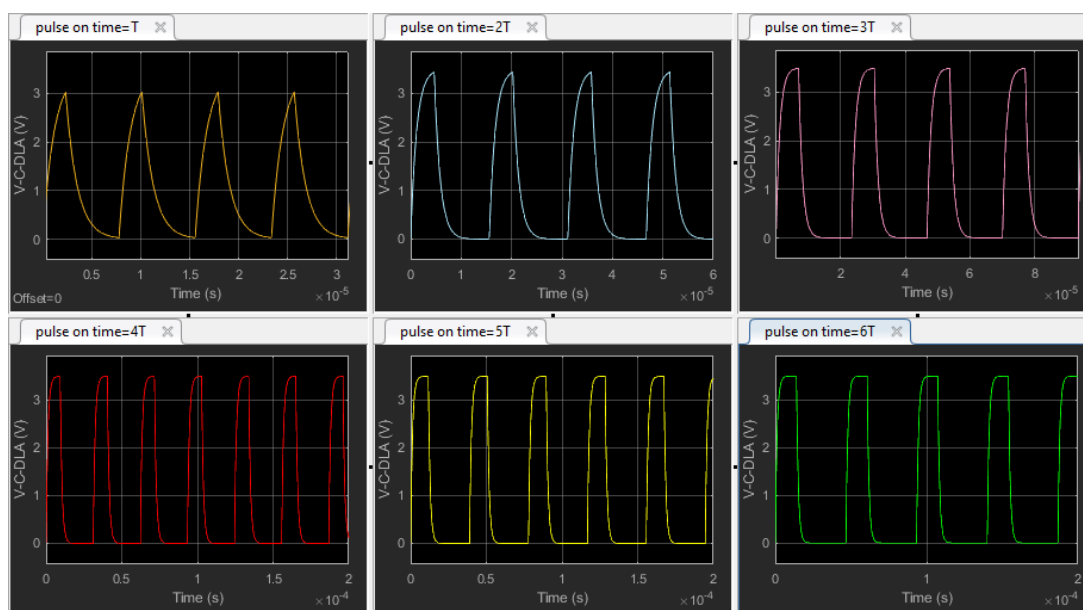 pulse on time=T
V-C-DLA (V)
3
2
1
0
0.5 1 1.5 2 2.5 3
Offset=0
Time (s)
×10⁻⁵
pulse on time=2T
V-C-DLA (V)
3
2
1
0
0 1 2 3 4 5 6
Time (s)
×10⁻⁵
pulse on time=3T
V-C-DLA (V)
3
2
1
0
2 4 6 8
Time (s)
×10⁻⁵
pulse on time=4T
V-C-DLA (V)
3
2
1
0
0 0.5 1 1.5 2
Time (s)
×10⁻⁴
pulse on time=5T
V-C-DLA (V)
3
2
1
0
0 0.5 1 1.5 2
Time (s)
×10⁻⁴
pulse on time=6T
V-C-DLA (V)
3
2
1
0
0 1 2
Time (s)
×10⁻⁴